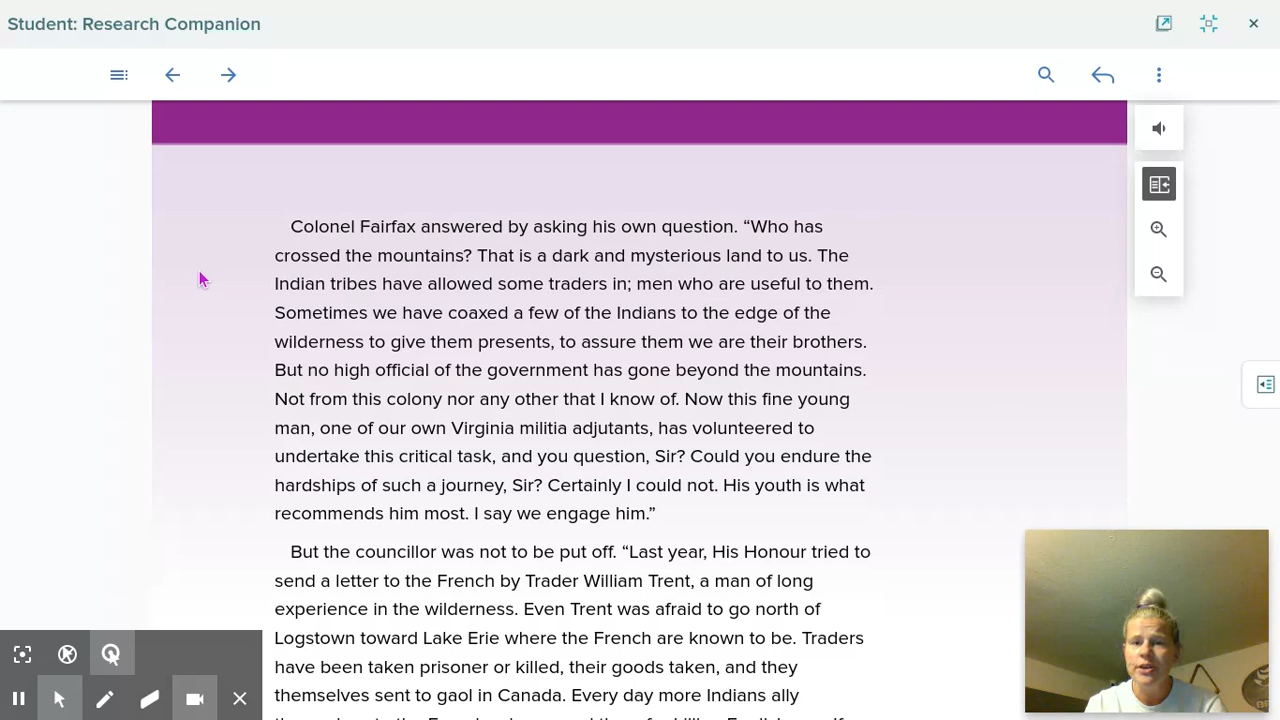 Student: Research Companion
Colonel Fairfax answered by asking his own question. “Who has
crossed the mountains? That is a dark and mysterious land to us. The
Indian tribes have allowed some traders in; men who are useful to them.
Sometimes we have coaxed a few of the Indians to the edge of the
wilderness to give them presents, to assure them we are their brothers.
But no high official of the government has gone beyond the mountains.
Not from this colony nor any other that I know of. Now this fine young
man, one of our own Virginia militia adjutants, has volunteered to
undertake this critical task, and you question, Sir? Could you endure the
hardships of such a journey, Sir? Certainly I could not. His youth is what
recommends him most. I say we engage him.”
But the councillor was not to be put off. “Last year, His Honour tried to
send a letter to the French by Trader William Trent, a man of long
experience in the wilderness. Even Trent was afraid to go north of
Logstown toward Lake Erie where the French are known to be. Traders
have been taken prisoner or killed, their goods taken, and they
themselves sent to gaol in Canada. Every day more Indians ally